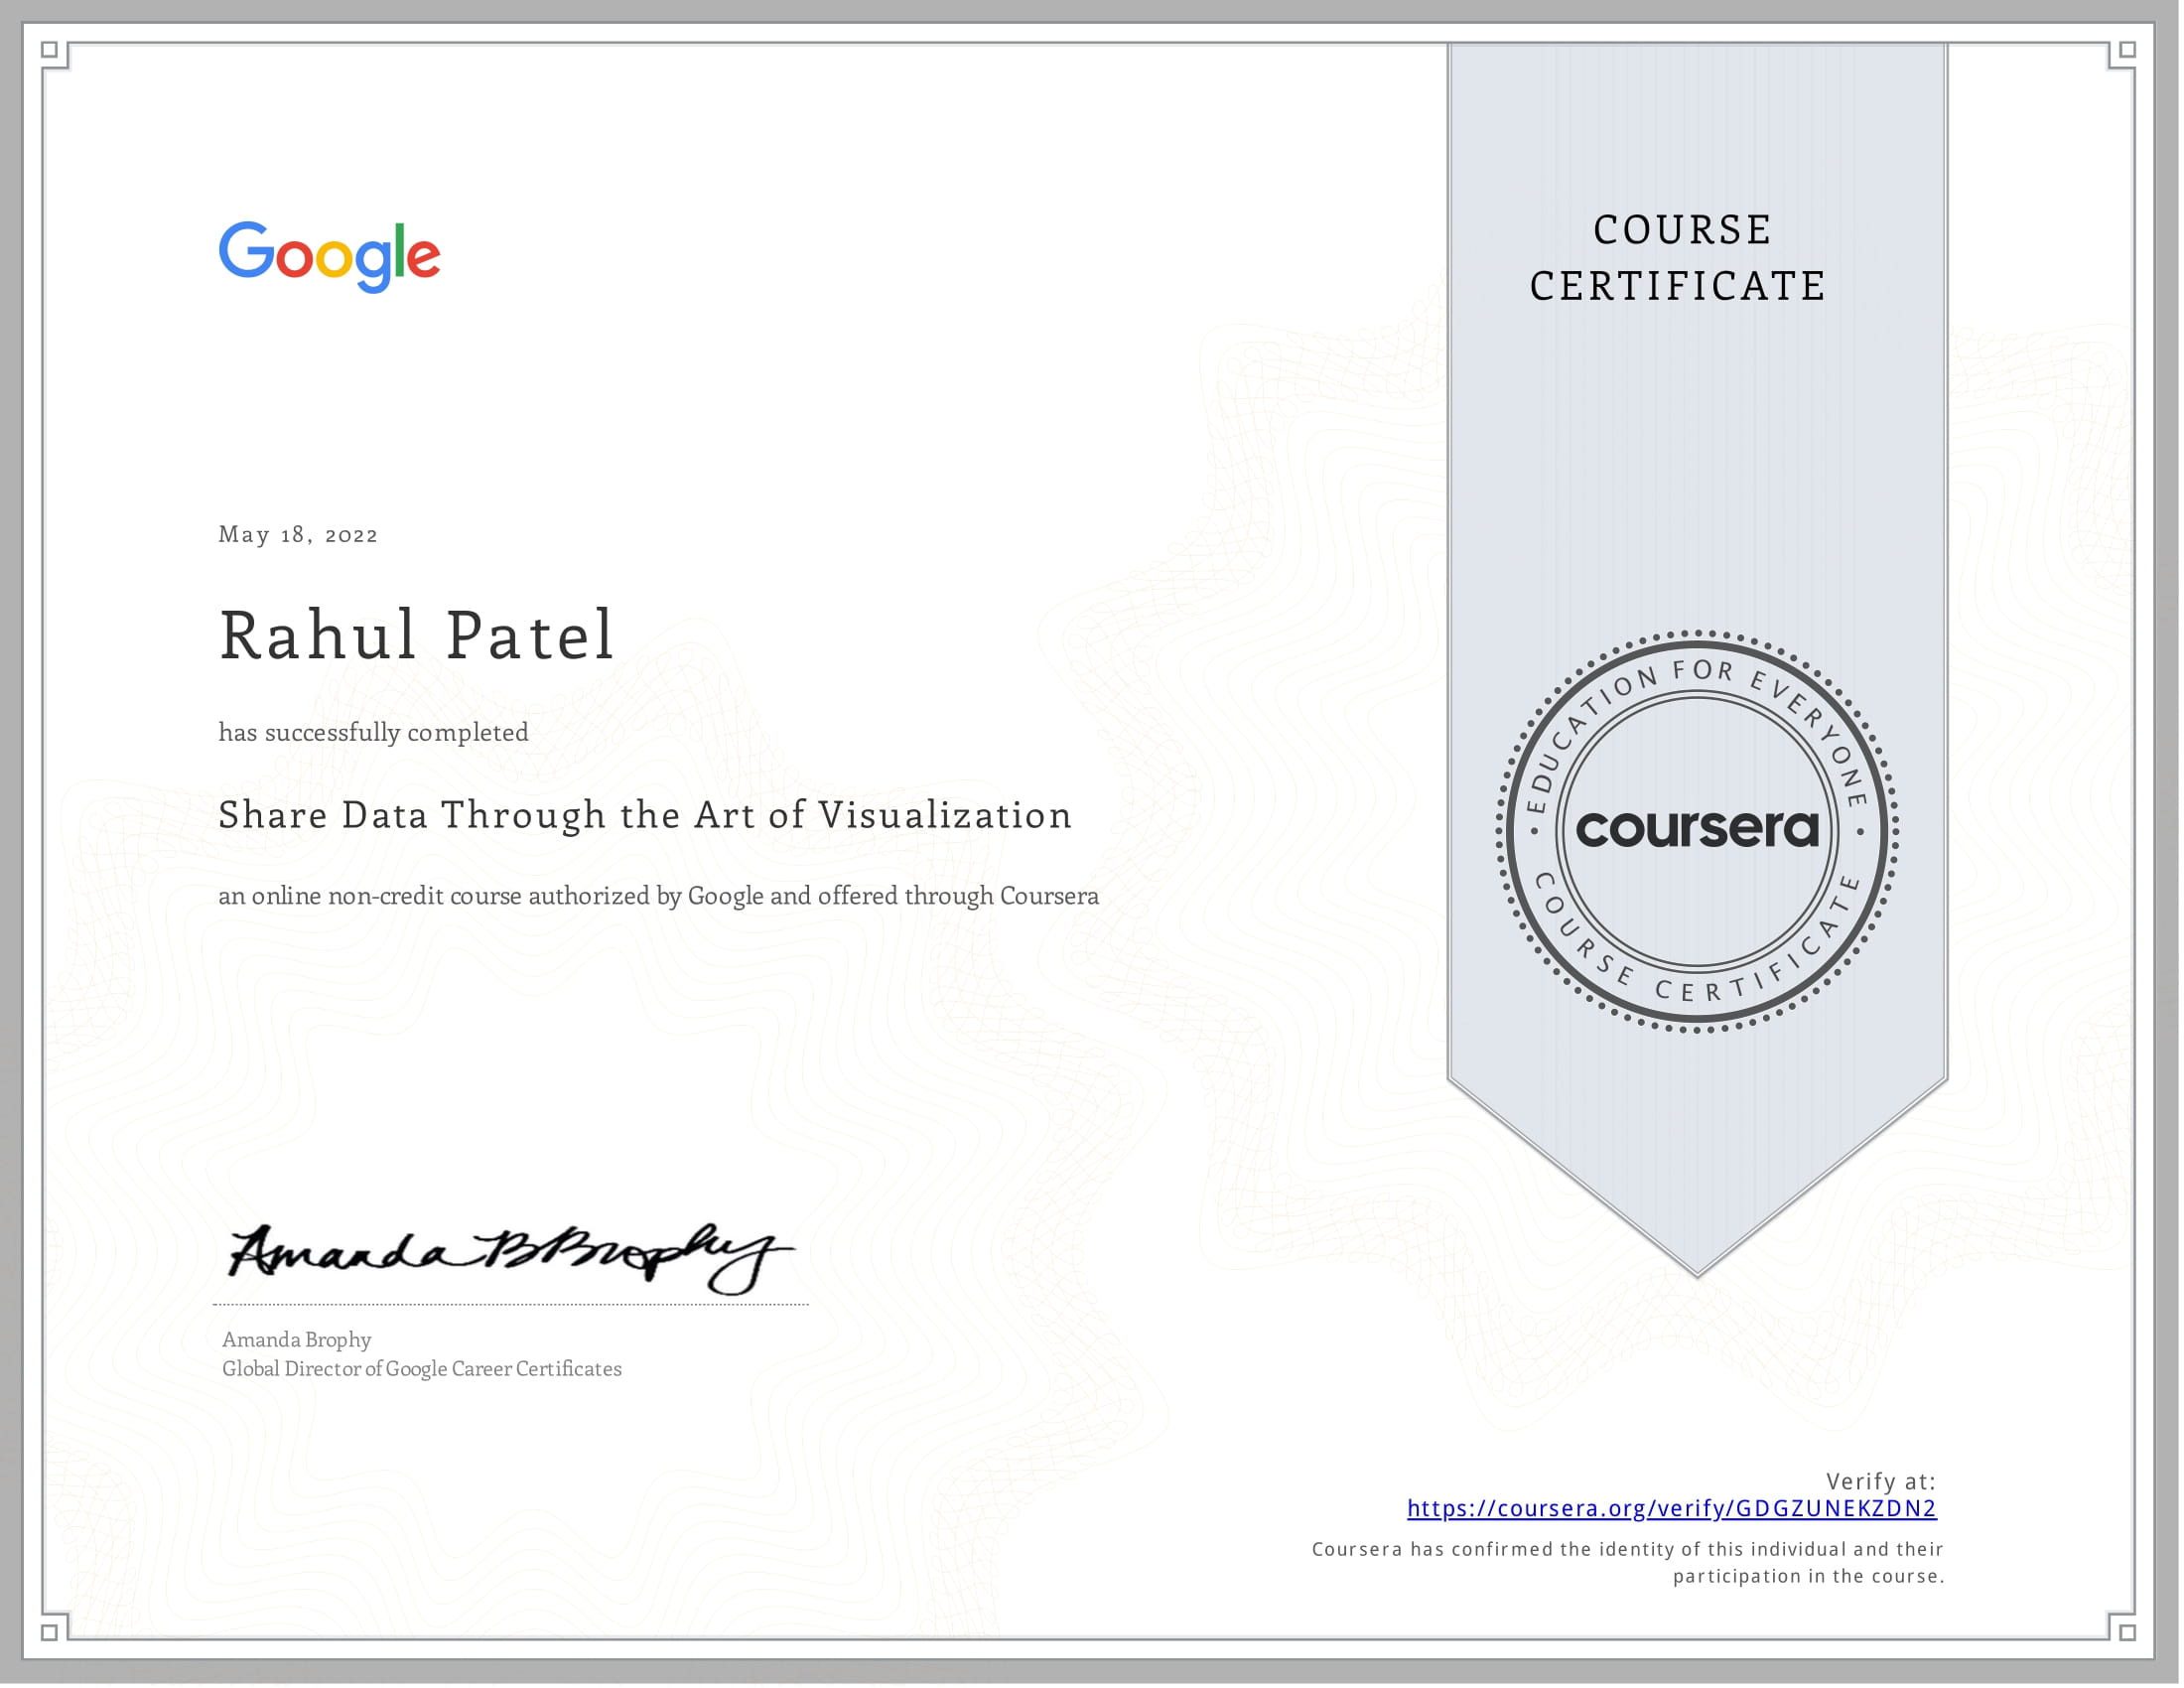 Google
COURSE
CERTIFICATE
May 18, 2022
Rahul Patel
has successfully completed
Share Data Through the Art of Visualization
an online non-credit course authorized by Google and offered through Coursera
EDUCATION FOR EVERYONE
coursera
COURSE CERTIFICATE
Amanda B Brophy
Amanda Brophy
Global Director of Google Career Certificates
Verify at:
https://coursera.org/verify/GDGZUNEKZDN2
Coursera has confirmed the identity of this individual and their
participation in the course.